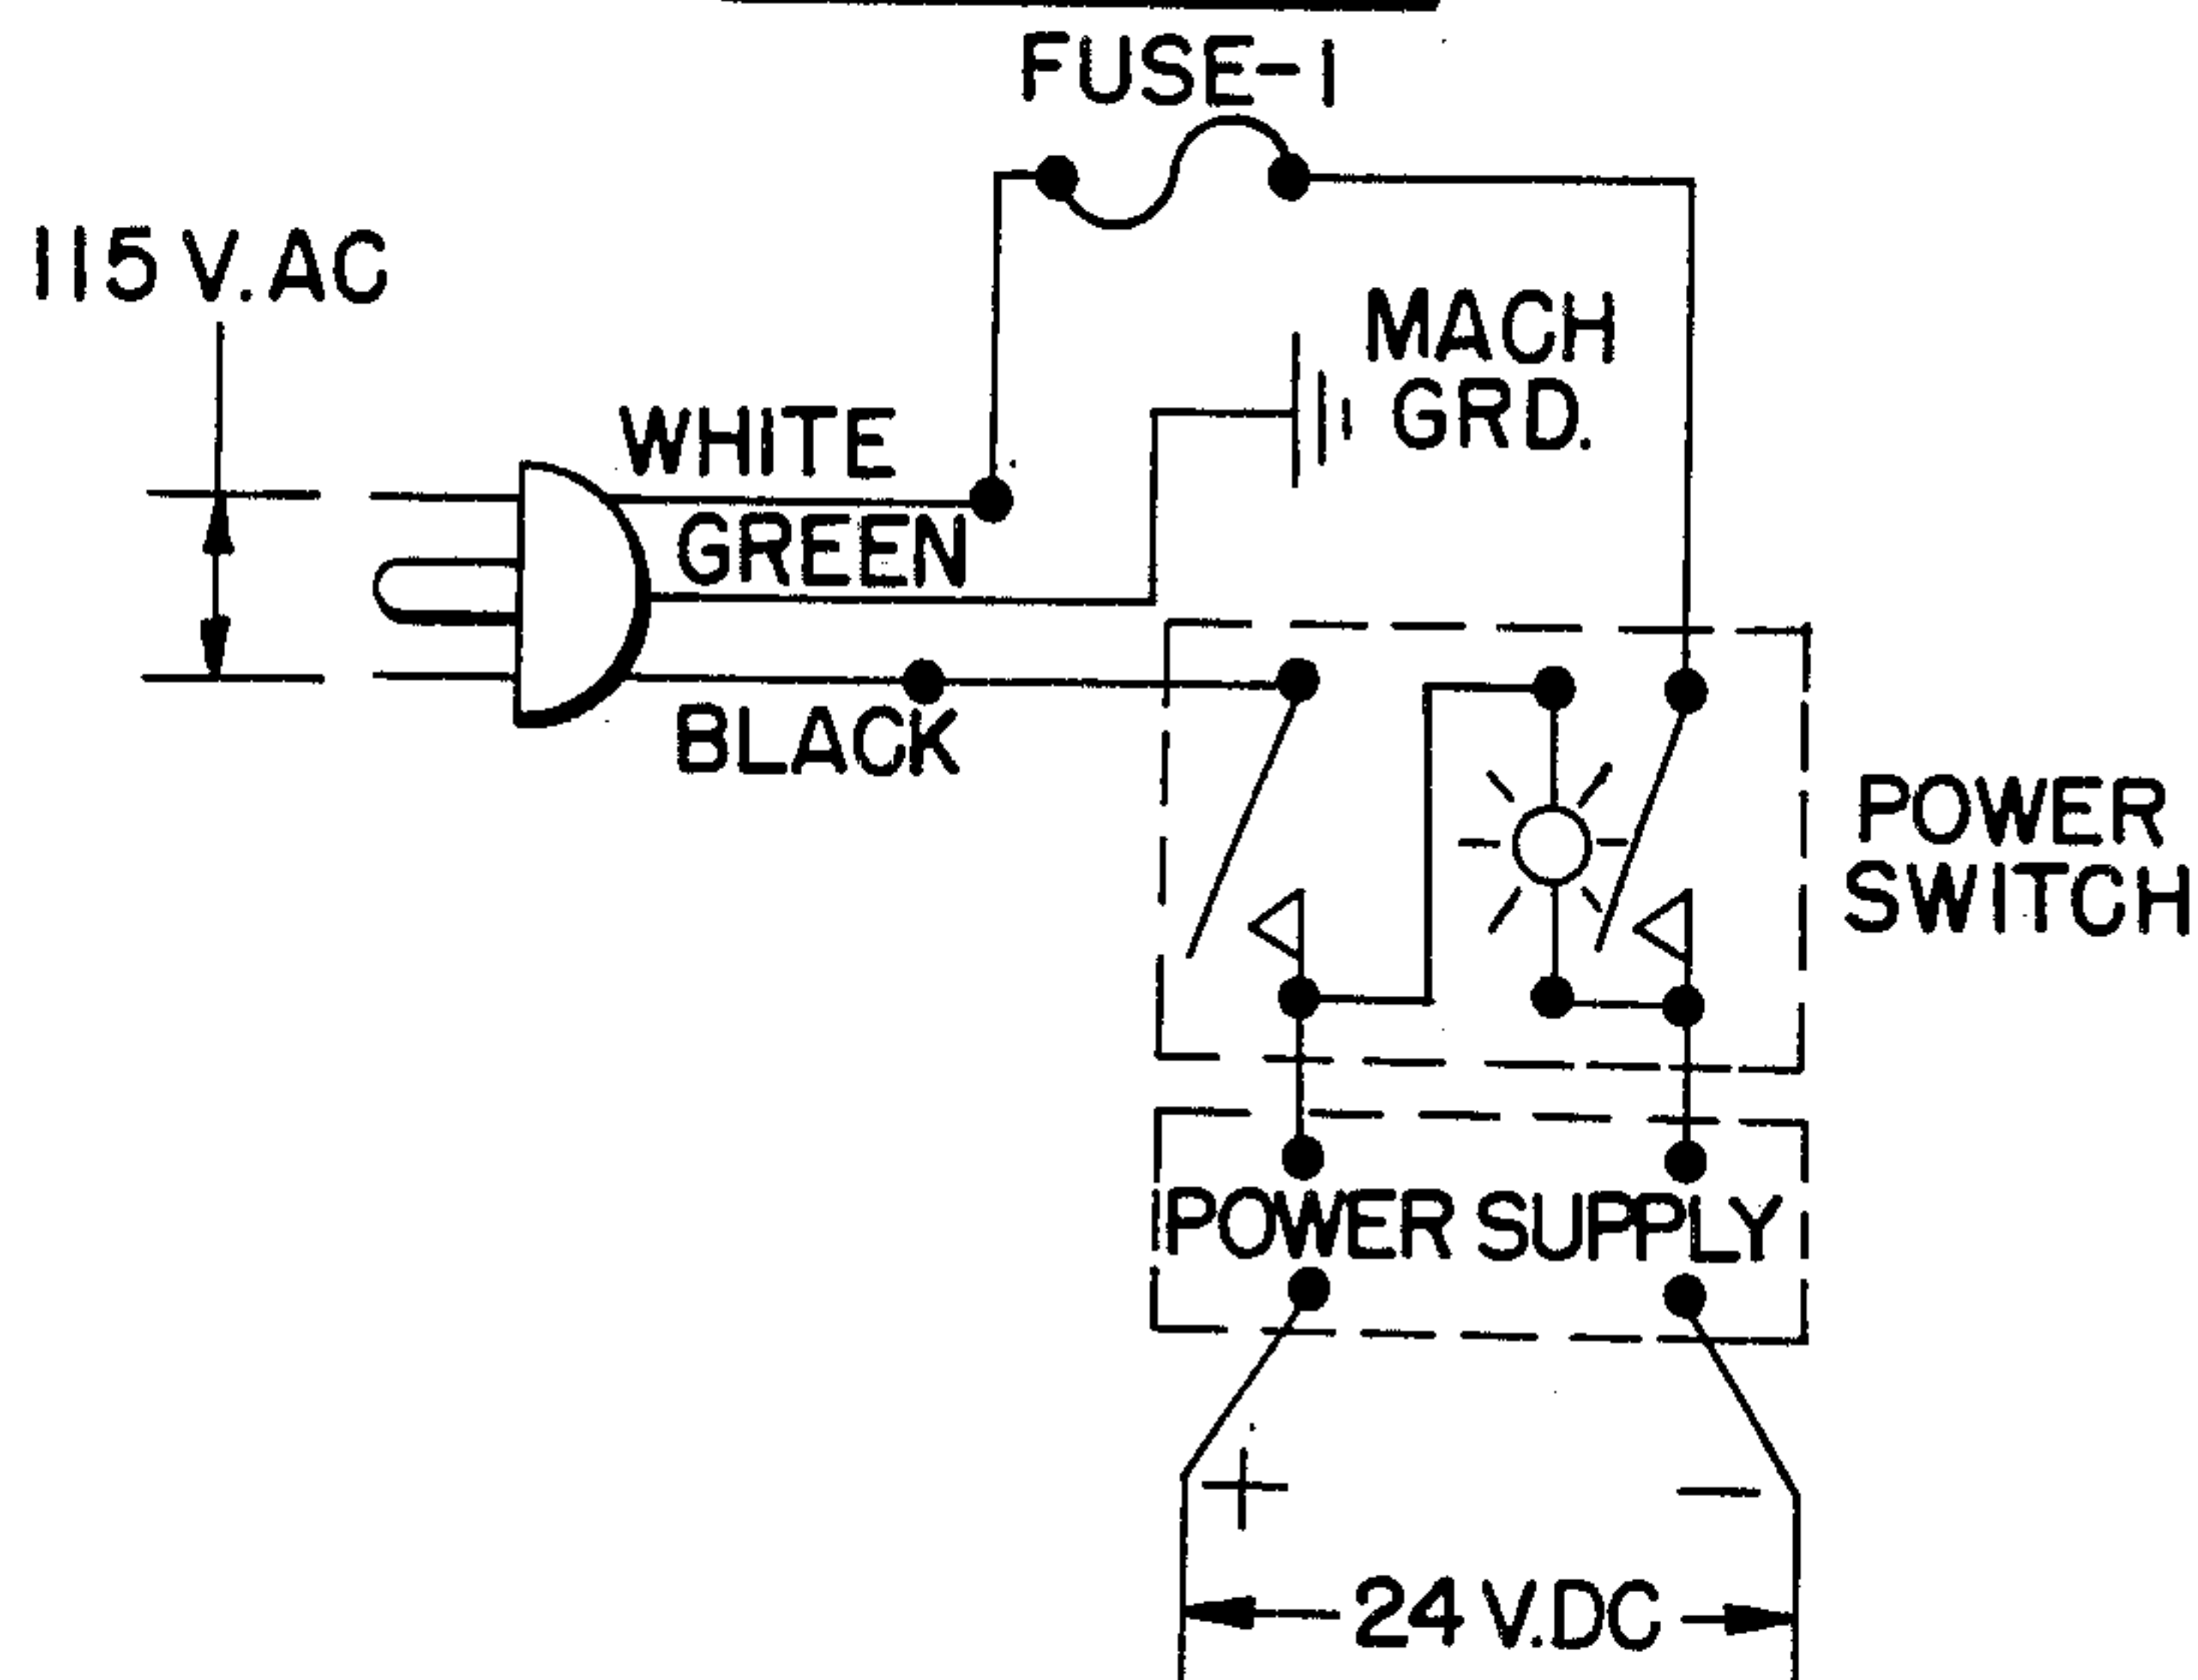 FUSE-1
115 V. AC
MACH
GRD.
WHITE
GREEN
BLACK
POWER
SWITCH
POWER SUPPLY
+
-
24 V.DC